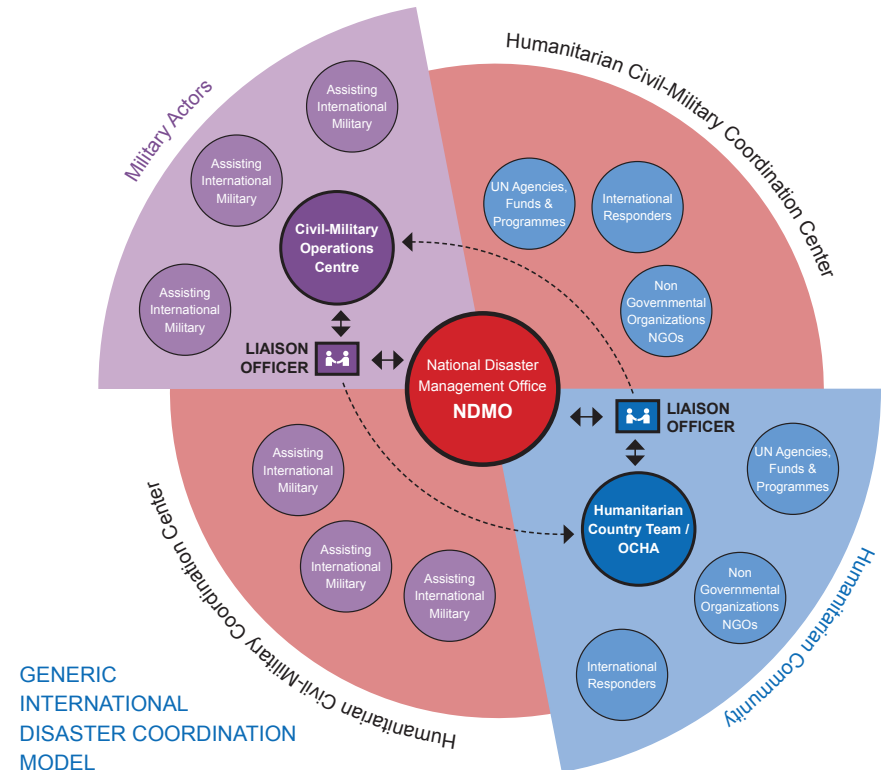 Military Actors
Humanitarian Civil-Military Coordination Center
Assisting
International
Military
Assisting
International
Military
Assisting
International
Military
Civil-Military
Operations
Centre
UN Agencies,
Funds &
Programmes
International
Responders
Non
Governmental
Organizations
NGOs
LIAISON
OFFICER
National Disaster
Management Office
NDMO
LIAISON
OFFICER
Humanitarian Civil-Military Coordination Center
Assisting
International
Military
Assisting
International
Military
Assisting
International
Military
Humanitarian
Country Team /
OCHA
UN Agencies,
Funds &
Programmes
Non
Governmental
Organizations
NGOs
International
Responders
Humanitarian Community
GENERIC
INTERNATIONAL
DISASTER COORDINATION
MODEL